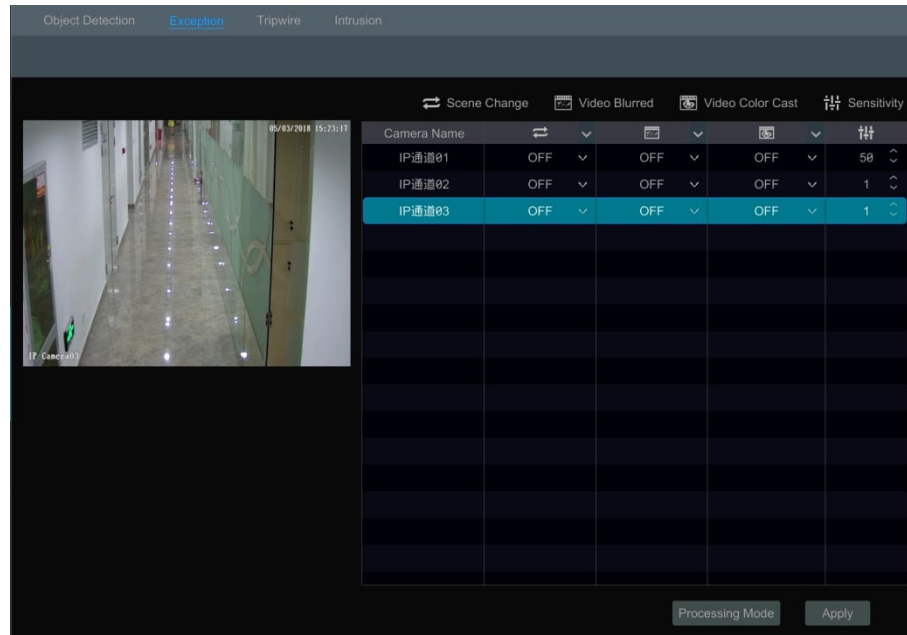 Object Detection Exception Tripwire Intrusion
Scene Change Video Blurred Video Color Cast Sensitivity
05/03/2018 15:23:17
Camera Name
IP通道01 OFF OFF OFF 50
IP通道02 OFF OFF OFF 1
IP通道03 OFF OFF OFF 1
IP Camera03
Processing Mode Apply